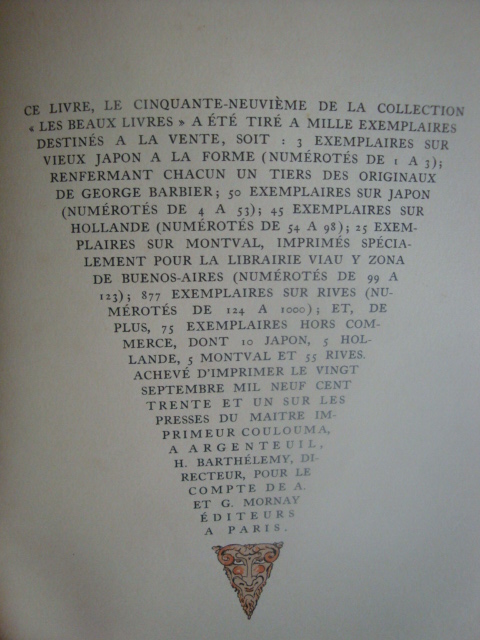 CE LIVRE, LE CINQUANTE-NEUVIÈME DE LA COLLECTION
« LES BEAUX LIVRES » A ÉTÉ TIRÉ A MILLE EXEMPLAIRES
DESTINÉS A LA VENTE, SOIT : 3 EXEMPLAIRES SUR
VIEUX JAPON A LA FORME (NUMÉROTÉS DE 1 A 3);
RENFERMANT CHACUN UN TIERS DES ORIGINAUX
DE GEORGE BARBIER; 50 EXEMPLAIRES SUR JAPON
(NUMÉROTÉS DE 4 A 53); 45 EXEMPLAIRES SUR
HOLLANDE (NUMÉROTÉS DE 54 A 98); 25 EXEM-
PLAIRES SUR MONTVAL, IMPRIMÉS SPÉCIA-
LEMENT POUR LA LIBRAIRIE VIAU Y ZONA
DE BUENOS-AIRES (NUMÉROTÉS DE 99 A
123); 877 EXEMPLAIRES SUR RIVES (NU-
MÉROTÉS DE 124 A 1000); ET, DE
PLUS, 75 EXEMPLAIRES HORS COM-
MERCE, DONT 10 JAPON, 5 HOL-
LANDE, 5 MONTVAL ET 55 RIVES.
ACHEVÉ D'IMPRIMER LE VINGT
SEPTEMBRE MIL NEUF CENT
TRENTE ET UN SUR LES
PRESSES DU MAITRE IM-
PRIMEUR COULOUMA,
A ARGENTEUIL,
H. BARTHÉLEMY, DI-
RECTEUR, POUR LE
COMPTE DE A.
ET G. MORNAY
ÉDITEURS
A PARIS.